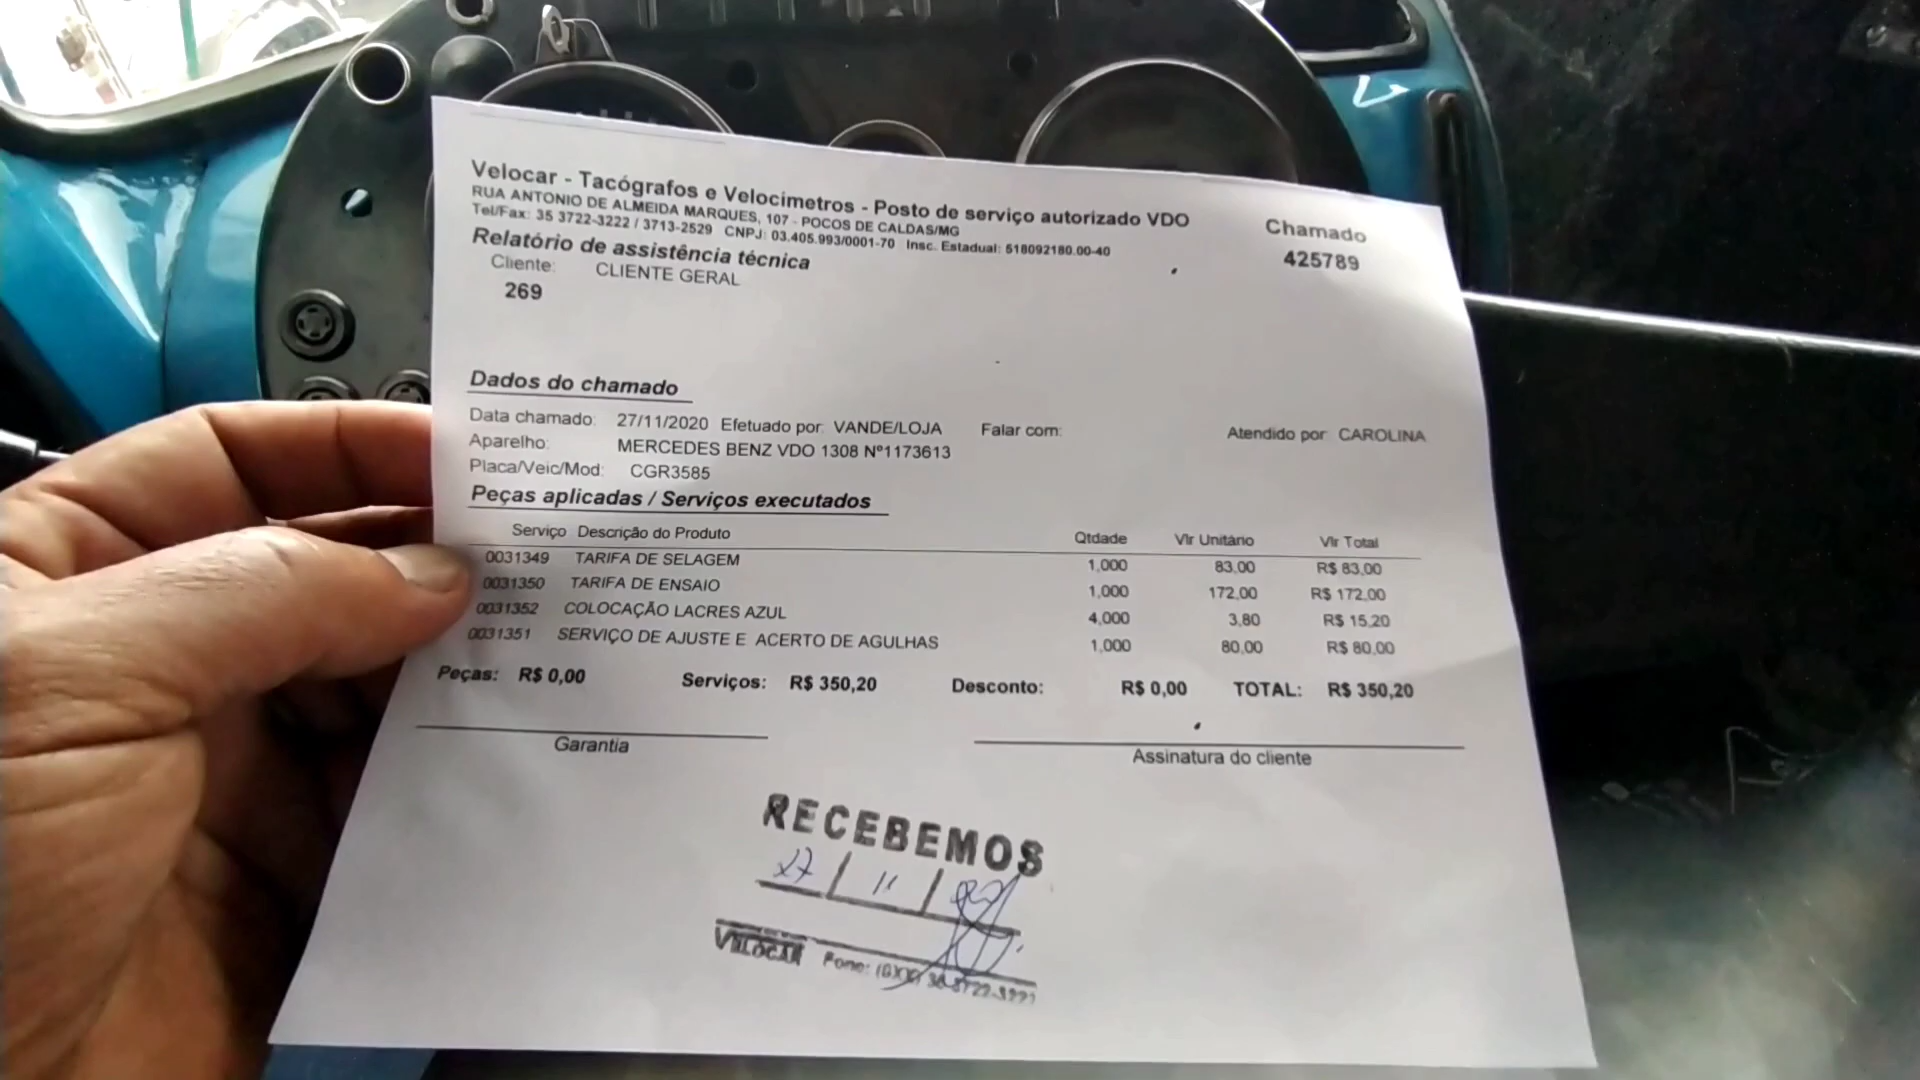 Velocar - Tacógrafos e Velocímetros - Posto de serviço autorizado VDO
RUA ANTONIO DE ALMEIDA MARQUES, 107 - POCOS DE CALDAS/MG
Tel/Fax: 35 3722-3222 / 3713-2529 CNPJ: 03.405.993/0001-70 Insc. Estadual: 518092180.00-40
Chamado
425789
Relatório de assistência técnica
Cliente: CLIENTE GERAL
269
Dados do chamado
Data chamado: 27/11/2020 Efetuado por: VANDE/LOJA Falar com: Atendido por: CAROLINA
Aparelho: MERCEDES BENZ VDO 1308 Nº1173613
Placa/Veic/Mod: CGR3585
Peças aplicadas / Serviços executados
Serviço Descrição do Produto Qtdade Vlr Unitário Vlr Total
0031349 TARIFA DE SELAGEM 1,000 83,00 R$ 83,00
0031350 TARIFA DE ENSAIO 1,000 172,00 R$ 172,00
0031352 COLOCAÇÃO LACRES AZUL 4,000 3,80 R$ 15,20
0031351 SERVIÇO DE AJUSTE E ACERTO DE AGULHAS 1,000 80,00 R$ 80,00
Peças: R$ 0,00 Serviços: R$ 350,20 Desconto: R$ 0,00 TOTAL: R$ 350,20
Garantia Assinatura do cliente
RECEBEMOS
27 / 11 /
VELOCAR Fone: